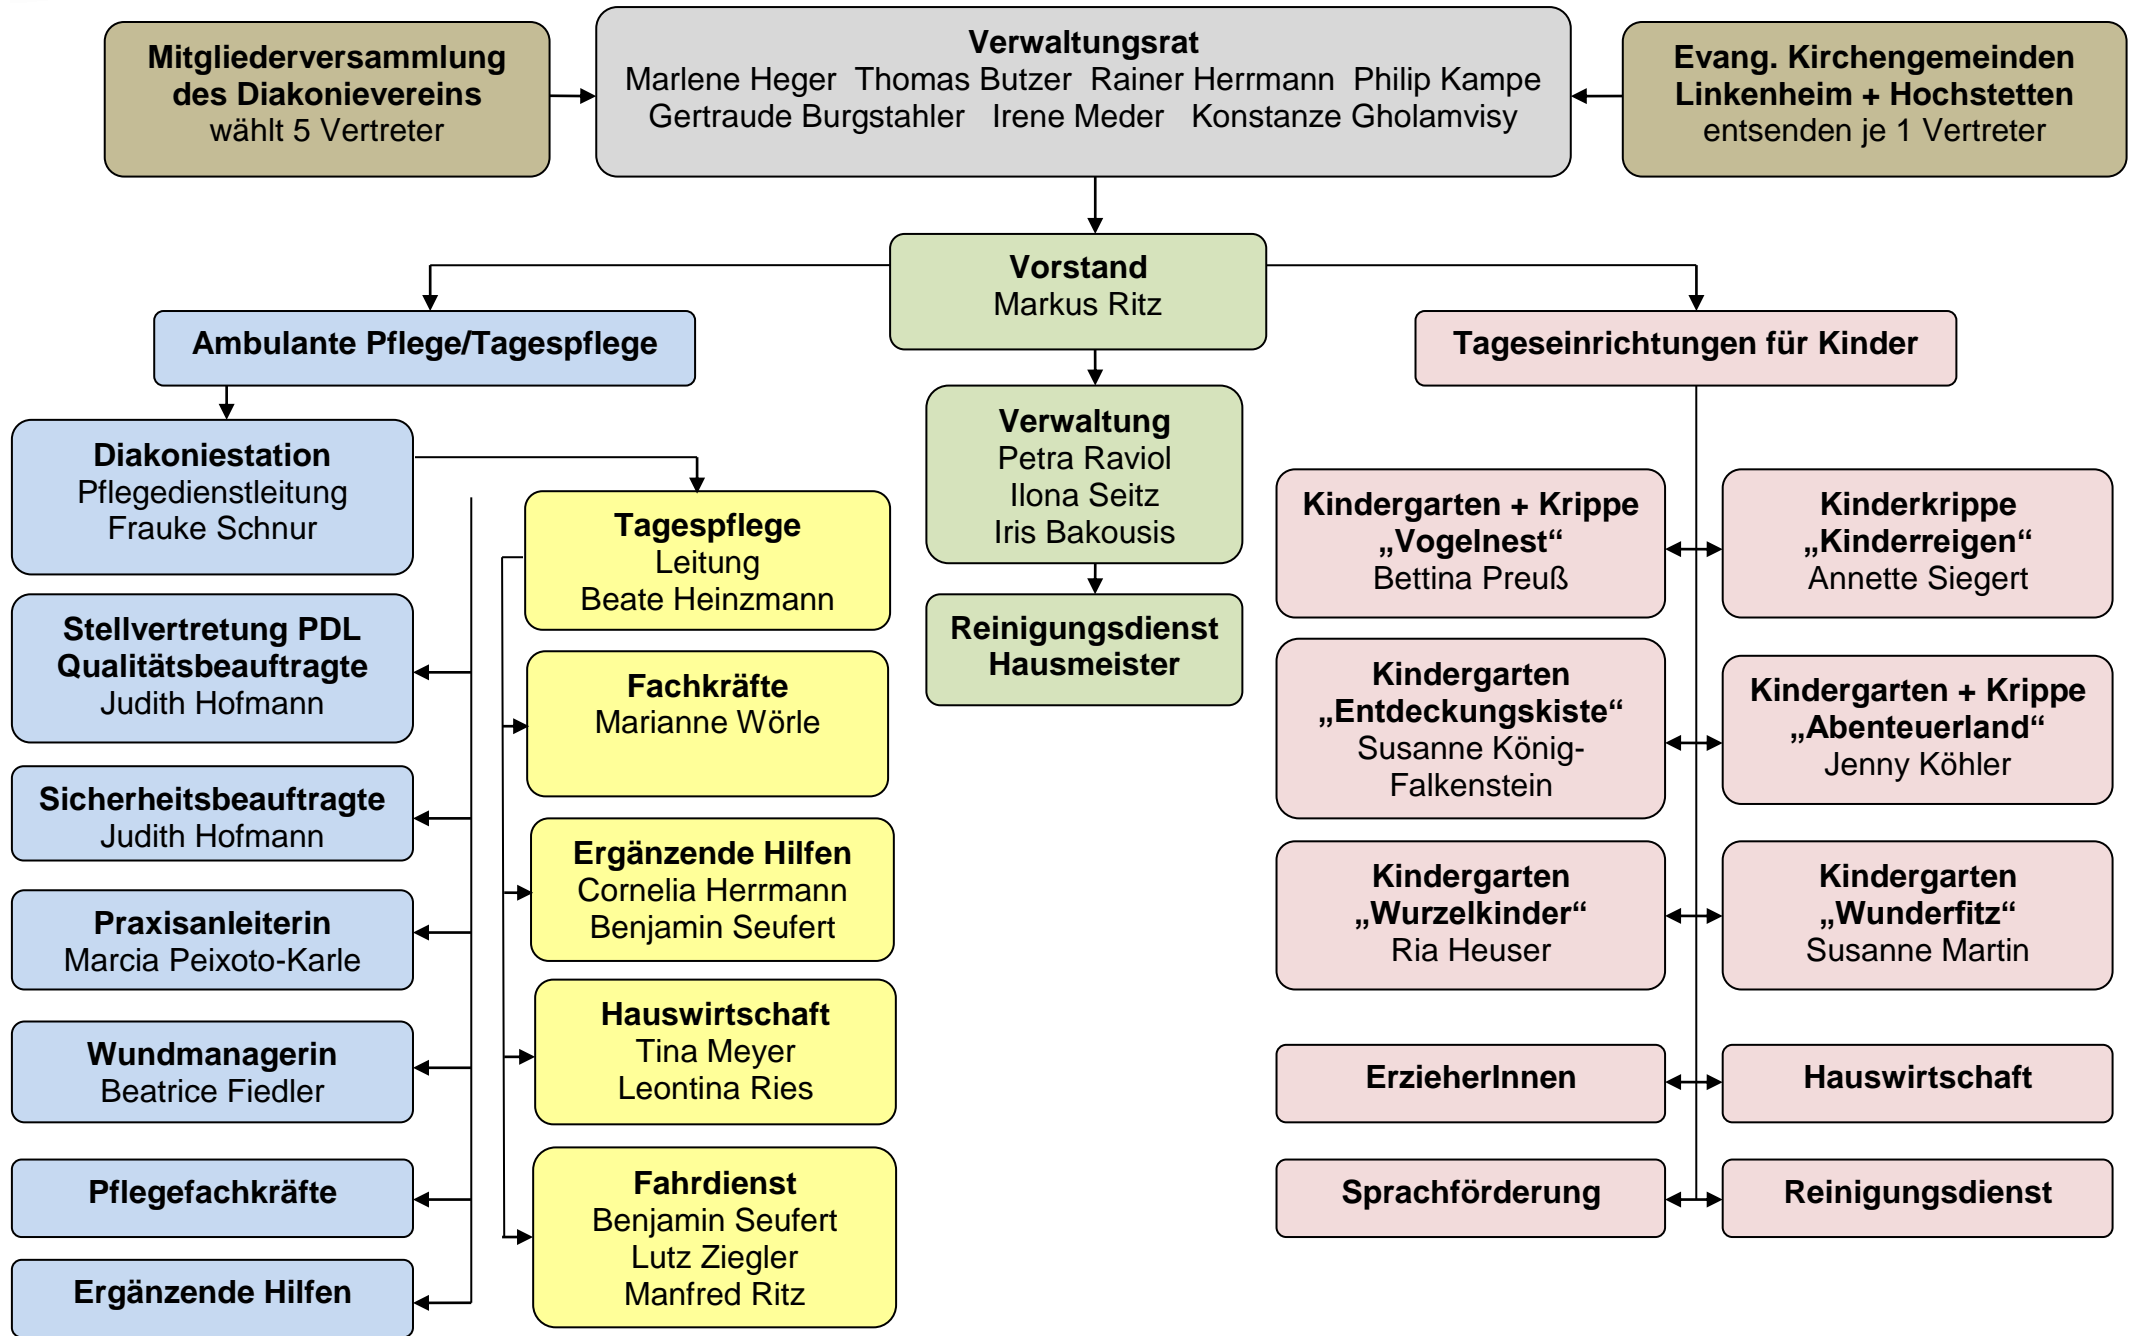 Mitgliederversammlung
des Diakonievereins
wählt 5 Vertreter
Verwaltungsrat
Marlene Heger  Thomas Butzer  Rainer Herrmann  Philip Kampe
Gertraude Burgstahler  Irene Meder  Konstanze Gholamvisy
Evang. Kirchengemeinden
Linkenheim + Hochstetten
entsenden je 1 Vertreter
Vorstand
Markus Ritz
Ambulante Pflege/Tagespflege
Diakoniestation
Pflegedienstleitung
Frauke Schnur
Stellvertretung PDL
Qualitätsbeauftragte
Judith Hofmann
Sicherheitsbeauftragte
Judith Hofmann
Praxisanleiterin
Marcia Peixoto-Karle
Wundmanagerin
Beatrice Fiedler
Pflegefachkräfte
Ergänzende Hilfen
Tagespflege
Leitung
Beate Heinzmann
Fachkräfte
Marianne Wörle
Ergänzende Hilfen
Cornelia Herrmann
Benjamin Seufert
Hauswirtschaft
Tina Meyer
Leontina Ries
Fahrdienst
Benjamin Seufert
Lutz Ziegler
Manfred Ritz
Verwaltung
Petra Raviol
Ilona Seitz
Iris Bakousis
Reinigungsdienst
Hausmeister
Tageseinrichtungen für Kinder
Kindergarten + Krippe
„Vogelnest“
Bettina Preuß
Kinderkrippe
„Kinderreigen“
Annette Siegert
Kindergarten
„Entdeckungskiste“
Susanne König-
Falkenstein
Kindergarten + Krippe
„Abenteuerland“
Jenny Köhler
Kindergarten
„Wurzelkinder“
Ria Heuser
Kindergarten
„Wunderfitz“
Susanne Martin
ErzieherInnen
Hauswirtschaft
Sprachförderung
Reinigungsdienst